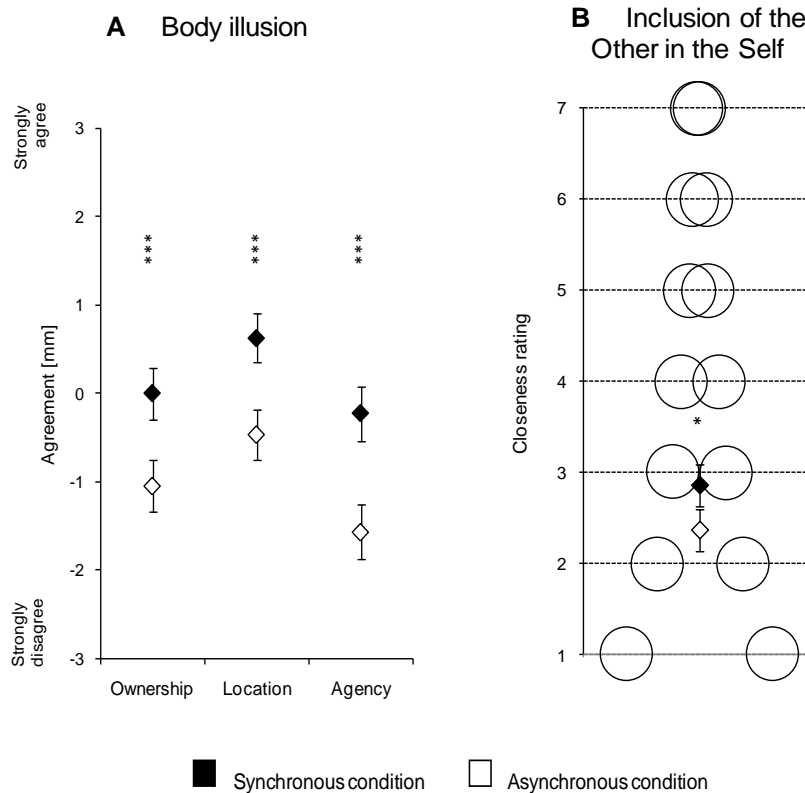 A Body illusion
Strongly
agree
3
2
1
0
-1
-2
-3
Agreement [mm]
Strongly
disagree
***
***
***
Ownership
Location
Agency
B Inclusion of the
Other in the Self
7
6
5
4
3
2
1
Closeness rating
*
Synchronous condition
Asynchronous condition